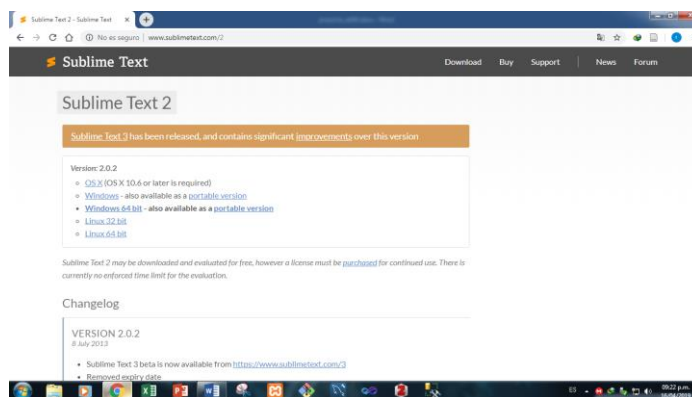 Sublime Text 2 - Sublime Text
No es seguro | www.sublimetext.com/2
Sublime Text
Download Buy Support News Forum
Sublime Text 2
Sublime Text 3 has been released, and contains significant improvements over this version
Version: 2.0.2
OS X (OS X 10.6 or later is required)
Windows - also available as a portable version
Windows 64 bit - also available as a portable version
Linux 32 bit
Linux 64 bit
Sublime Text 2 may be downloaded and evaluated for free, however a license must be purchased for continued use. There is
currently no enforced time limit for the evaluation.
Changelog
VERSION 2.0.2
8 July 2013
Sublime Text 3 beta is now available from https://www.sublimetext.com/3
Removed expiry date
ES
09:22 p.m.